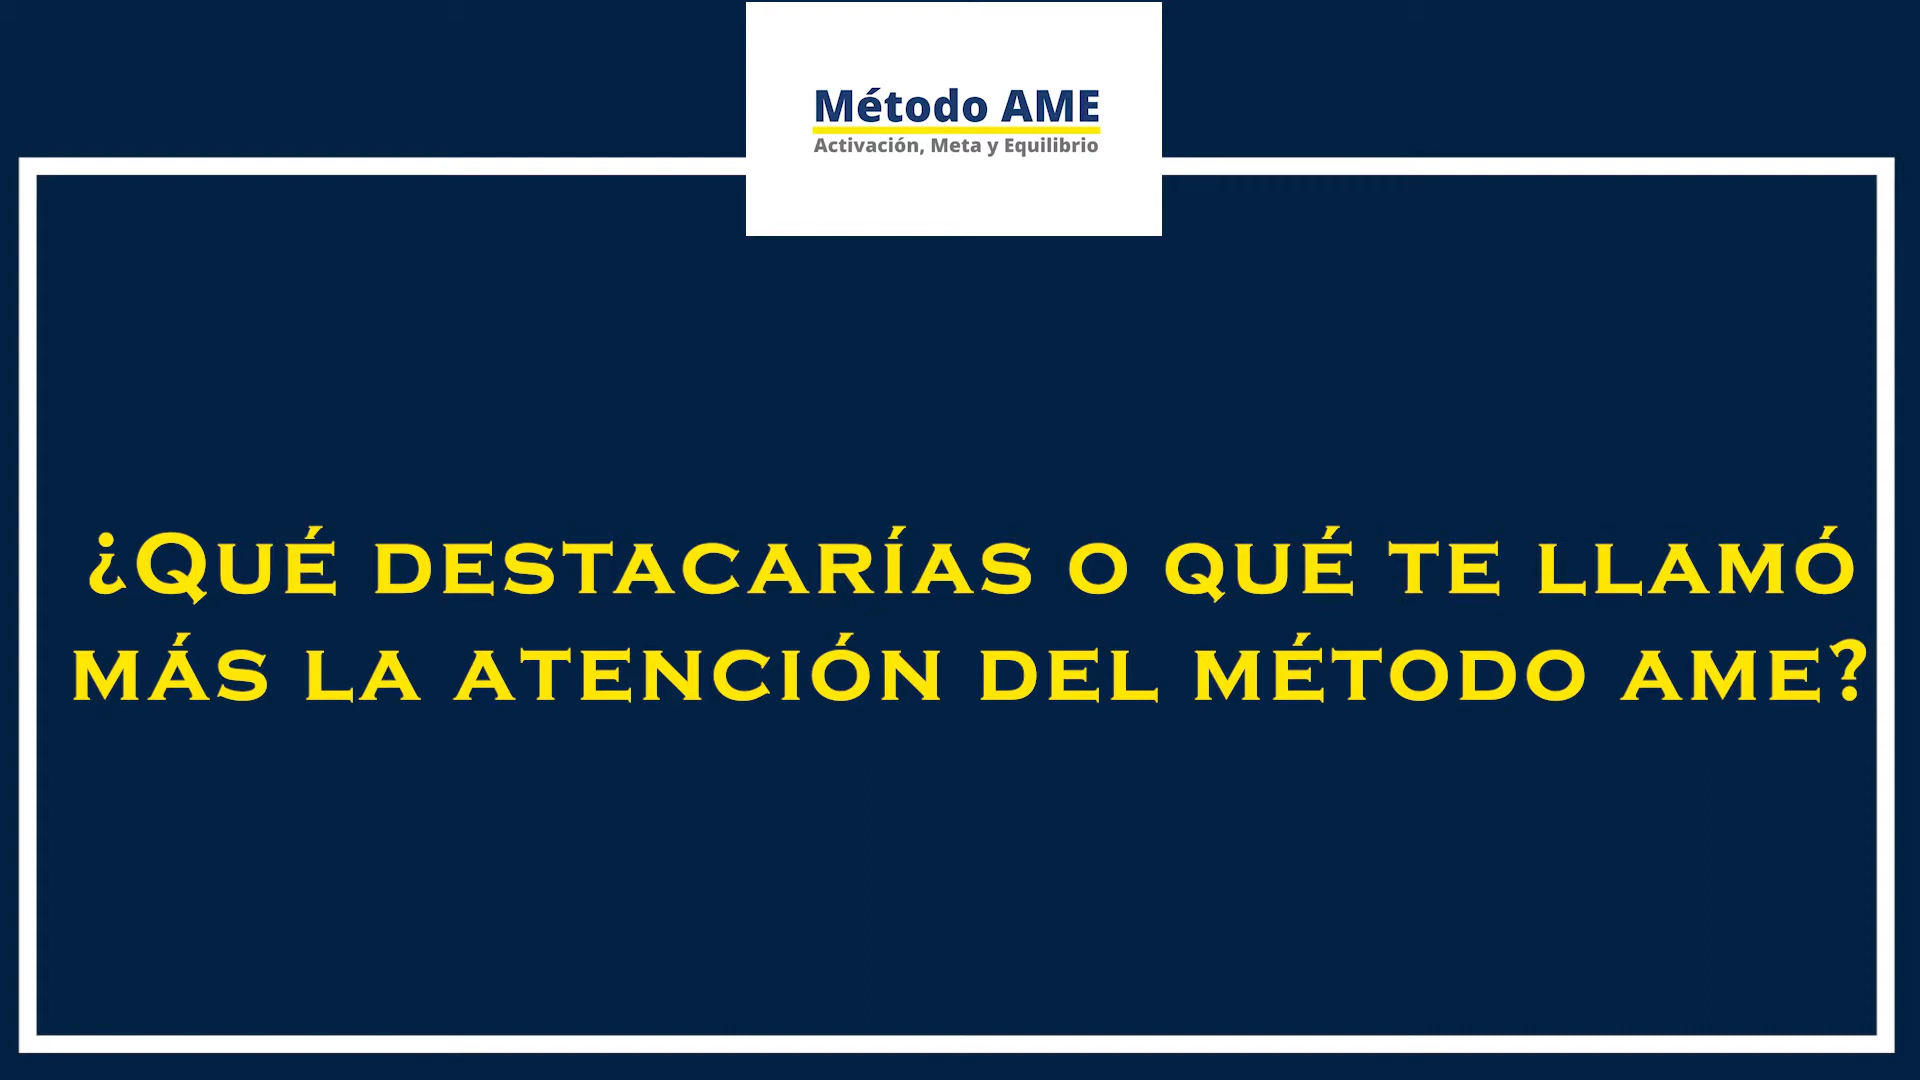 Método AME
Activación, Meta y Equilibrio
¿Qué destacarías o qué te llamó
más la atención del método ame?